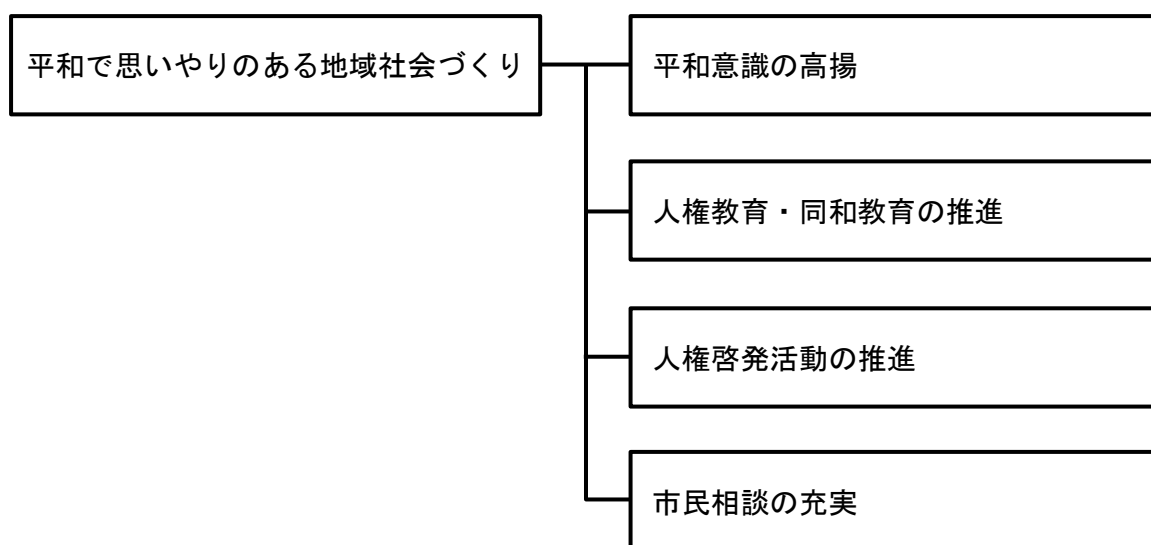 平和で思いやりのある地域社会づくり
平和意識の高揚
人権教育・同和教育の推進
人権啓発活動の推進
市民相談の充実